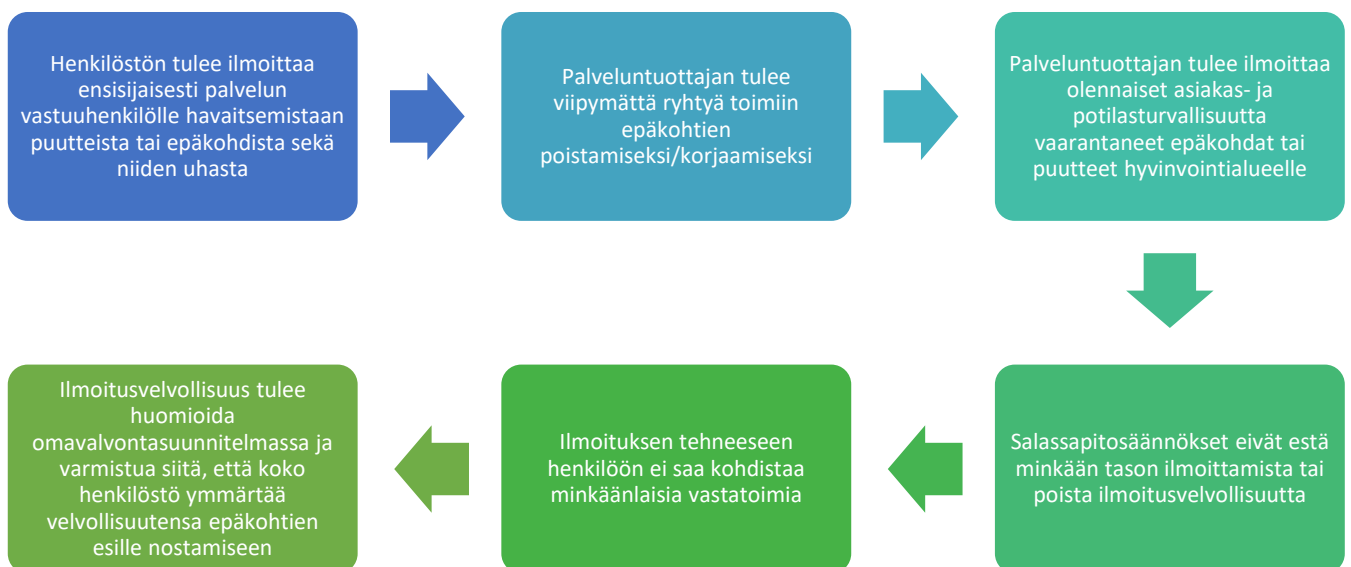 Henkilöstön tulee ilmoittaa
ensisijaisesti palvelun
vastuuhenkilölle havaitsemistaan
puutteista tai epäkohdista sekä
niiden uhasta
Palveluntuottajan tulee
viipymättä ryhtyä toimiin
epäkohtien
poistamiseksi/korjaamiseksi
Palveluntuottajan tulee ilmoittaa
olennaiset asiakas- ja
potilasturvallisuutta
vaarantaneet epäkohdat tai
puutteet hyvinvointialueelle
Salassapitosäännökset eivät estä
minkään tason ilmoittamista tai
poista ilmoitusvelvollisuutta
Ilmoituksen tehneeseen
henkilöön ei saa kohdistaa
minkäänlaisia vastatoimia
Ilmoitusvelvollisuus tulee
huomioida
omavalvontasuunnitelmassa ja
varmistua siitä, että koko
henkilöstö ymmärtää
velvollisuutensa epäkohtien
esille nostamiseen